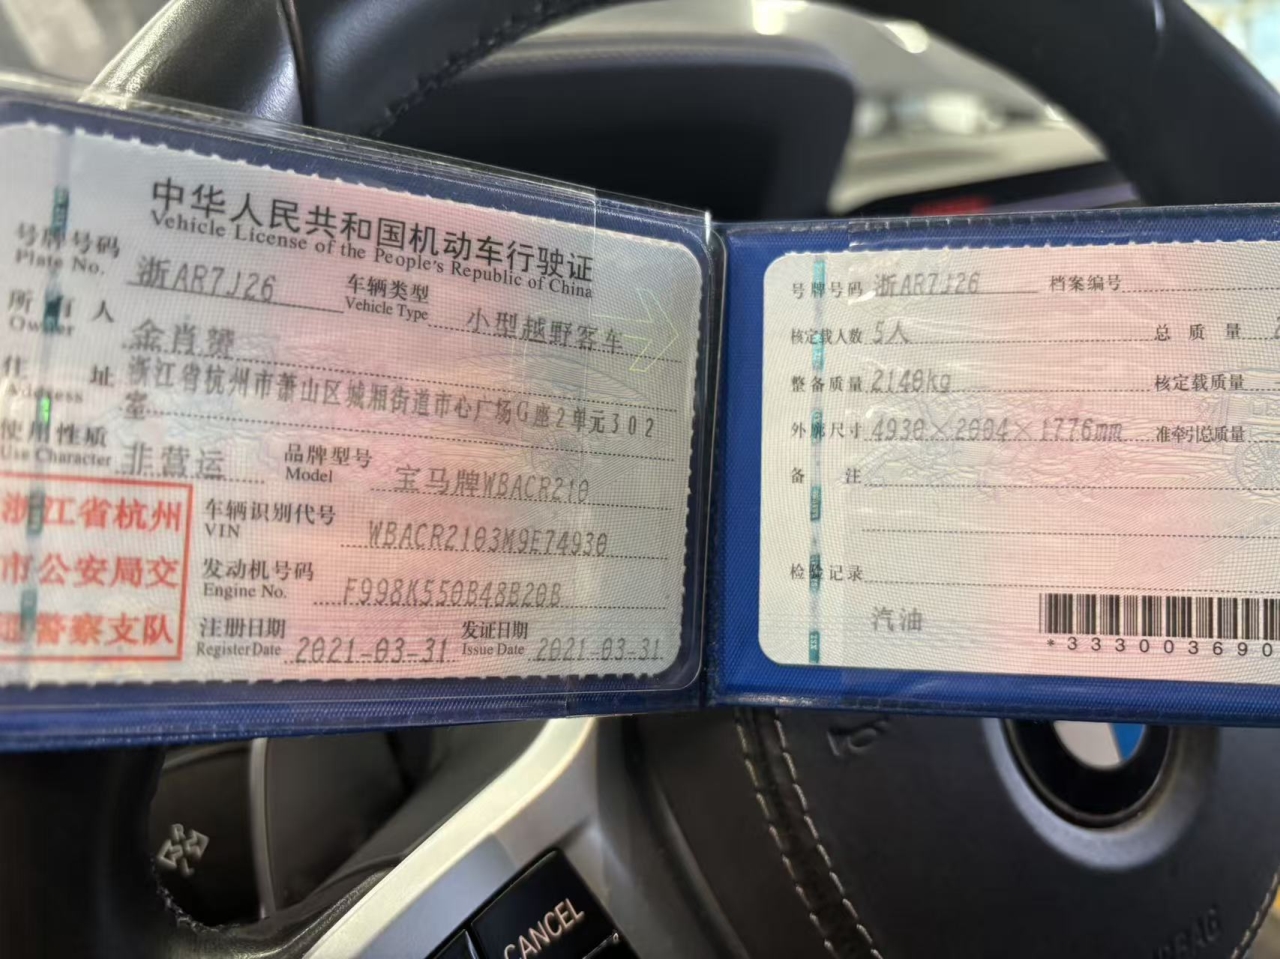 中华人民共和国机动车行驶证
Vehicle License of the People's Republic of China
号牌号码 浙AR7J26 车辆类型 小型越野客车
Plate No. Vehicle Type
所有人 金肖赟
Owner
住址 浙江省杭州市萧山区城厢街道市心广场G座2单元302
Address 室
使用性质 非营运 品牌型号 宝马牌WBACR210
Use Character Model
浙江省杭州
市公安局交
通警察支队
车辆识别代号 WBACR2103M9E74930
VIN
发动机号码 F998K550B48B20B
Engine No.
注册日期 2021-03-31 发证日期 2021-03-31
Register Date Issue Date
号牌号码 浙AR7J26 档案编号
核定载人数 5人 总质量
整备质量 2140kg 核定载质量
外廓尺寸 4930×2004×1776mm 准牵引总质量
备注
检验记录
汽油
*333003690
CANCEL